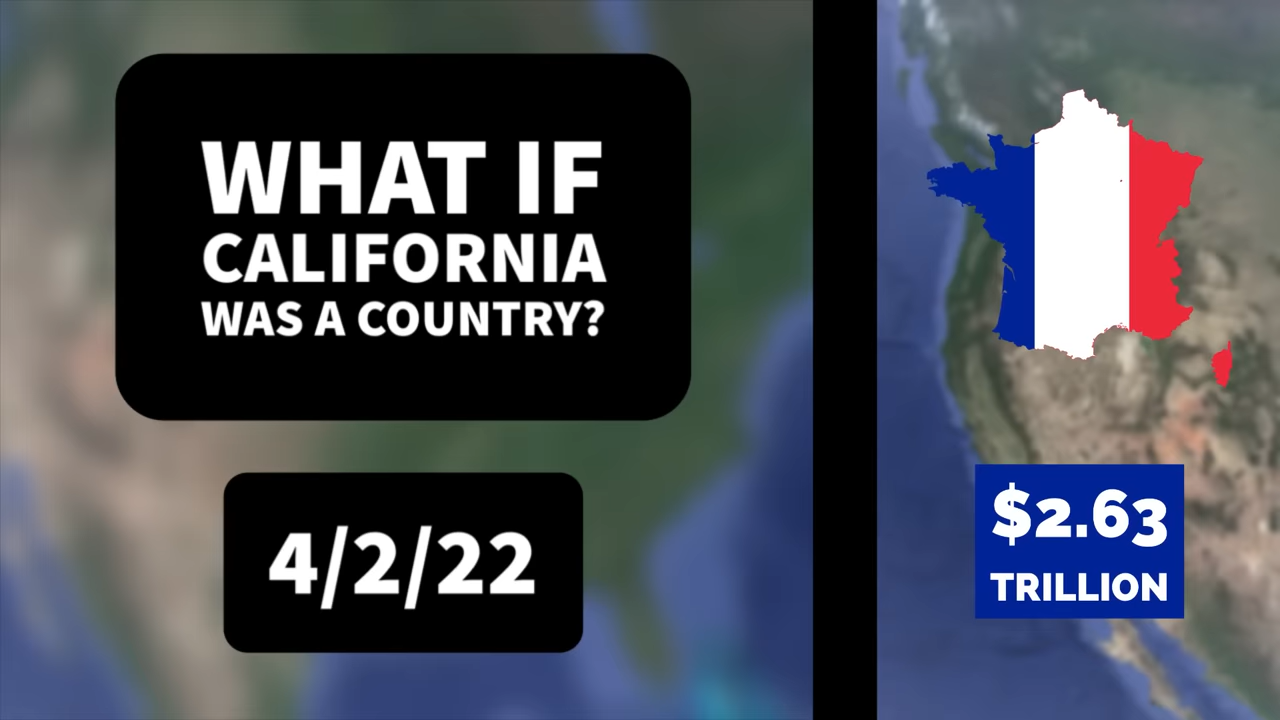 WHAT IF
CALIFORNIA
WAS A COUNTRY?
4/2/22
$2.63
TRILLION